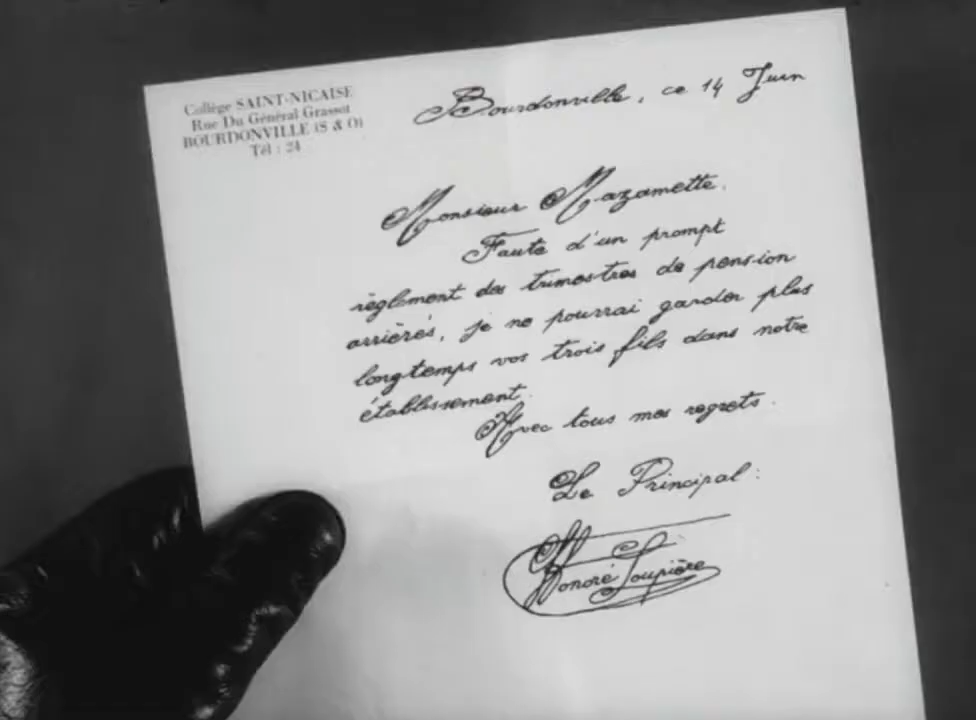 Collège SAINT-NICAISE
Rue Du Général Grassot
BOURDONVILLE (S & O)
Tél : 24
Bourdonville, ce 14 Juin
Monsieur Mazamette,
Faute d'un prompt
règlement des trimestres de pension
arriérés, je ne pourrai garder plus
longtemps vos trois fils dans notre
établissement.
Avec tous mes regrets.
Le Principal :
Honoré Loupière